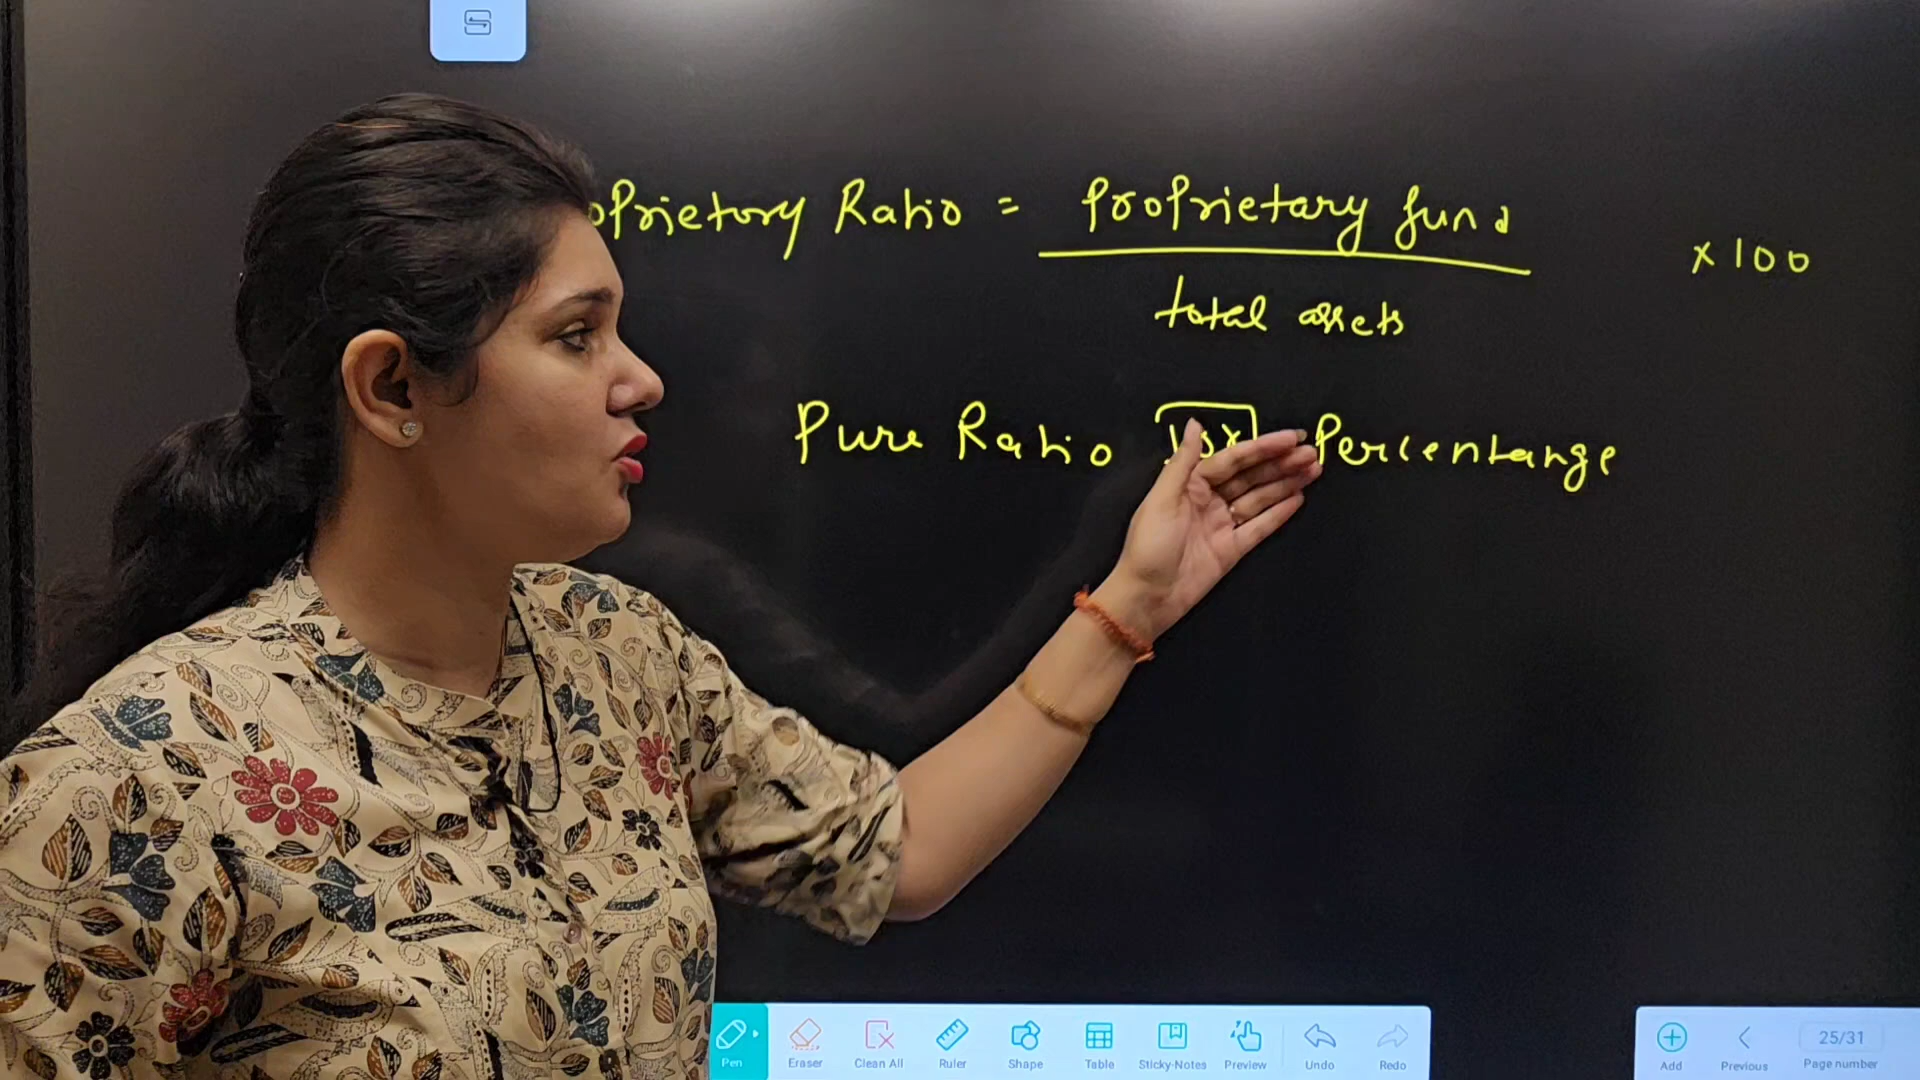 oprietory Ratio = Proprietary fund
× 100
total assets
Pure Ratio Percentange
Pen
Eraser
Clean All
Ruler
Shape
Table
Sticky-Notes
Preview
Undo
Redo
Add
Previous
25/31
Page number